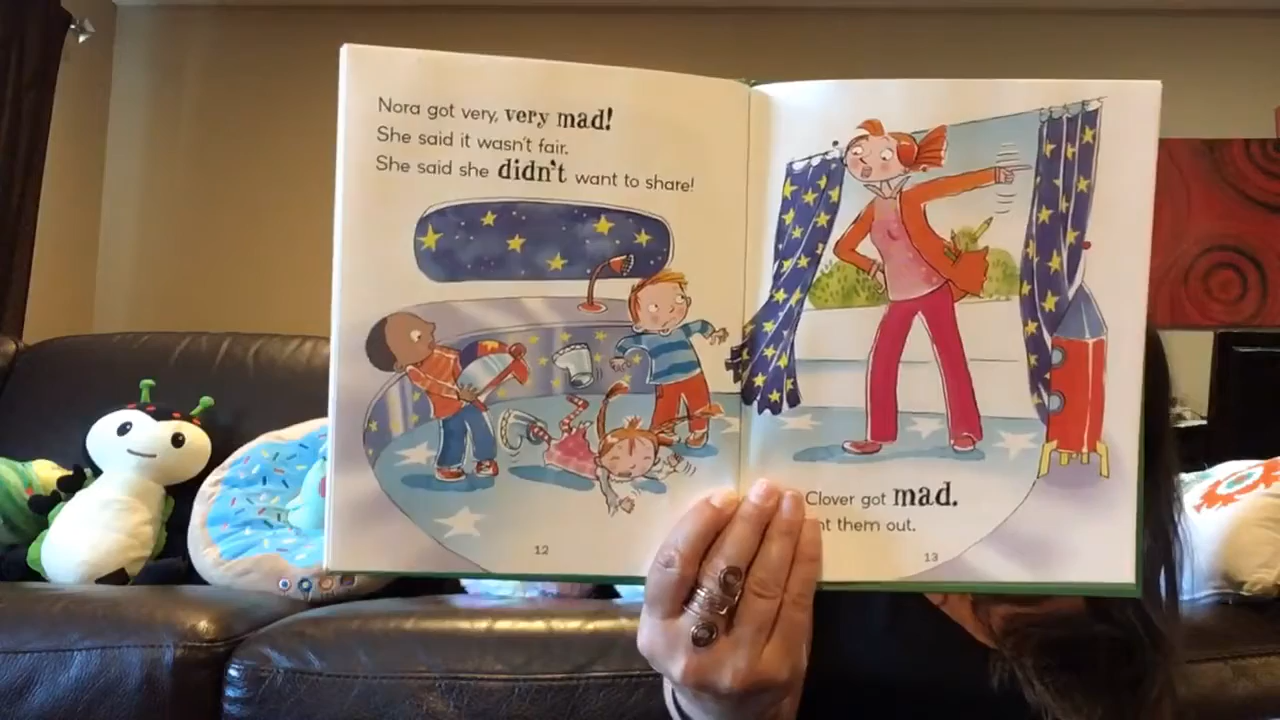 Nora got very, very mad!
She said it wasn't fair.
She said she didn't want to share!
12
Clover got mad.
them out.
13